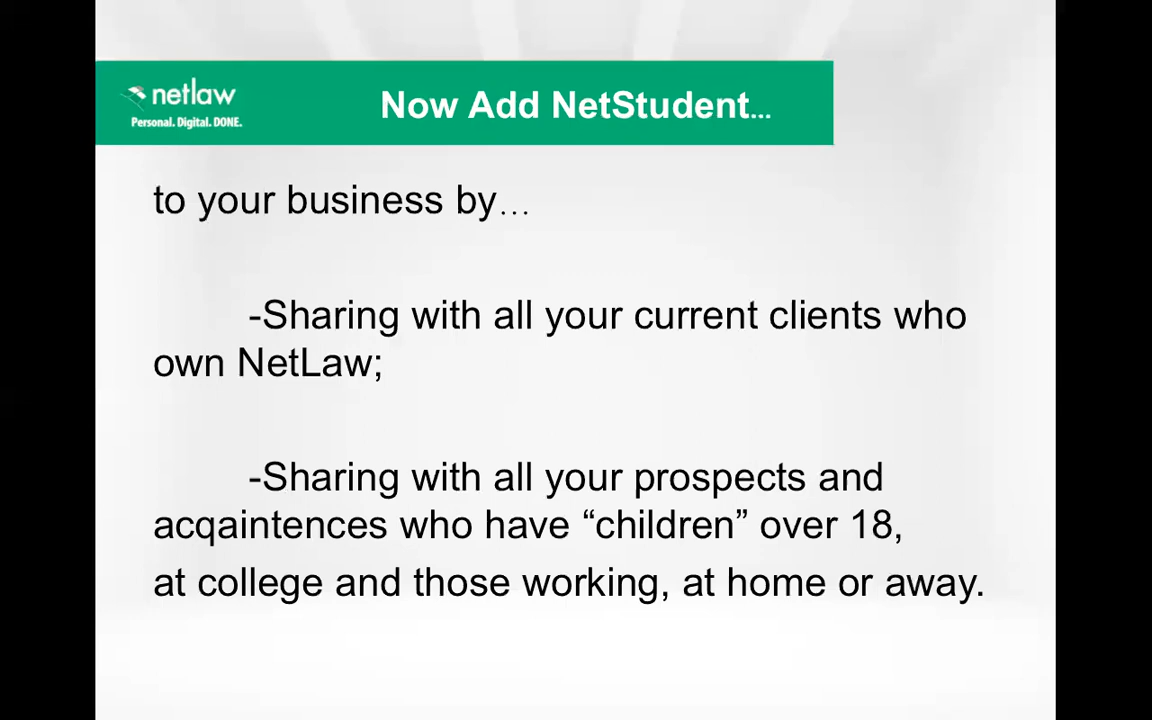 netlaw
Personal. Digital. DONE.
Now Add NetStudent...
to your business by...
-Sharing with all your current clients who
own NetLaw;
-Sharing with all your prospects and
acqaintences who have “children” over 18,
at college and those working, at home or away.